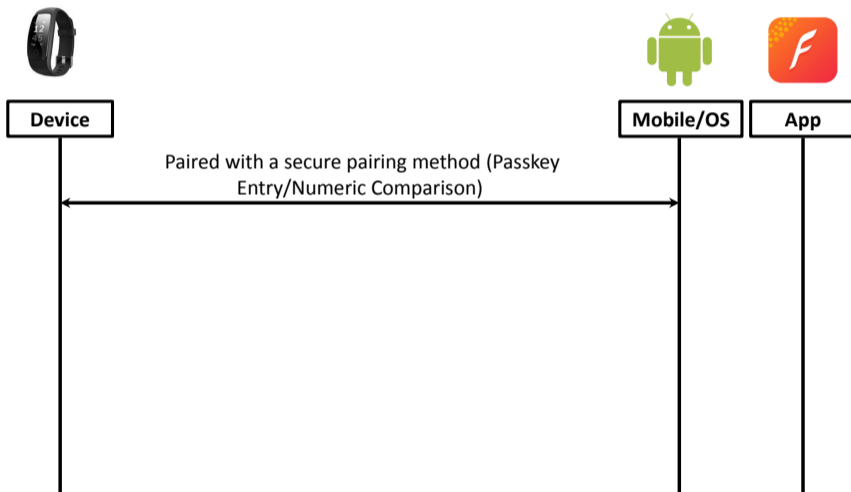 Device
Mobile/OS
App
Paired with a secure pairing method (Passkey
Entry/Numeric Comparison)